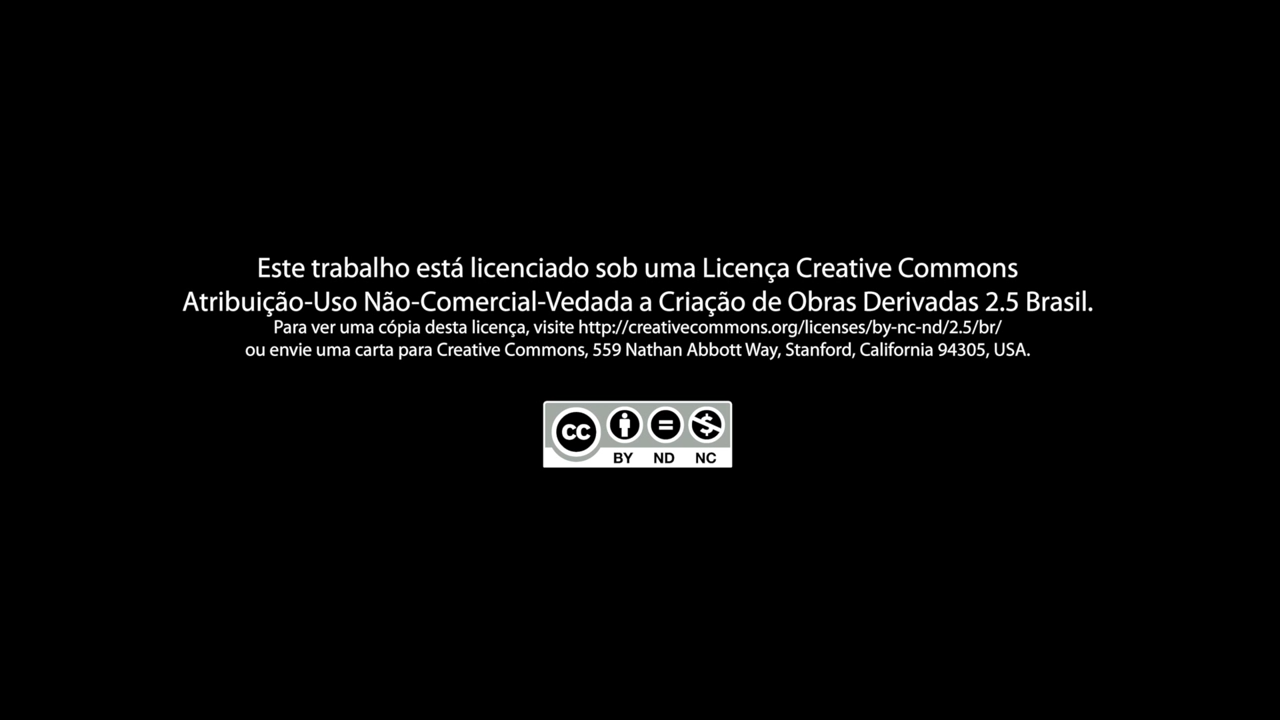 Este trabalho está licenciado sob uma Licença Creative Commons
Atribuição-Uso Não-Comercial-Vedada a Criação de Obras Derivadas 2.5 Brasil.
Para ver uma cópia desta licença, visite http://creativecommons.org/licenses/by-nc-nd/2.5/br/
ou envie uma carta para Creative Commons, 559 Nathan Abbott Way, Stanford, California 94305, USA.
cc
BY ND NC